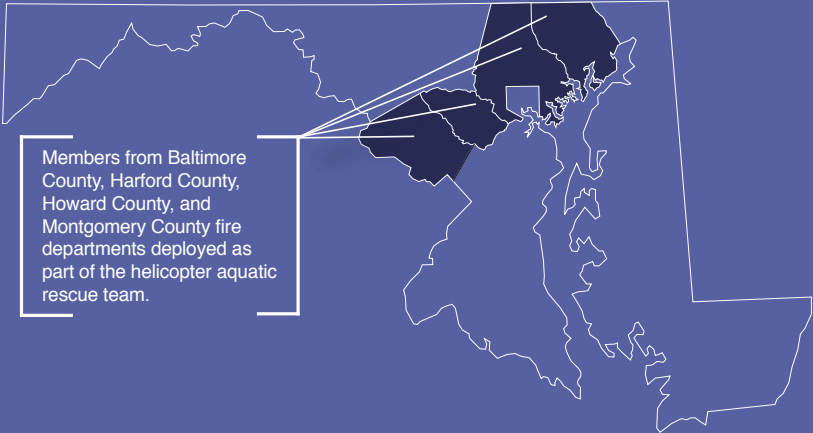 Members from Baltimore
County, Harford County,
Howard County, and
Montgomery County fire
departments deployed as
part of the helicopter aquatic
rescue team.